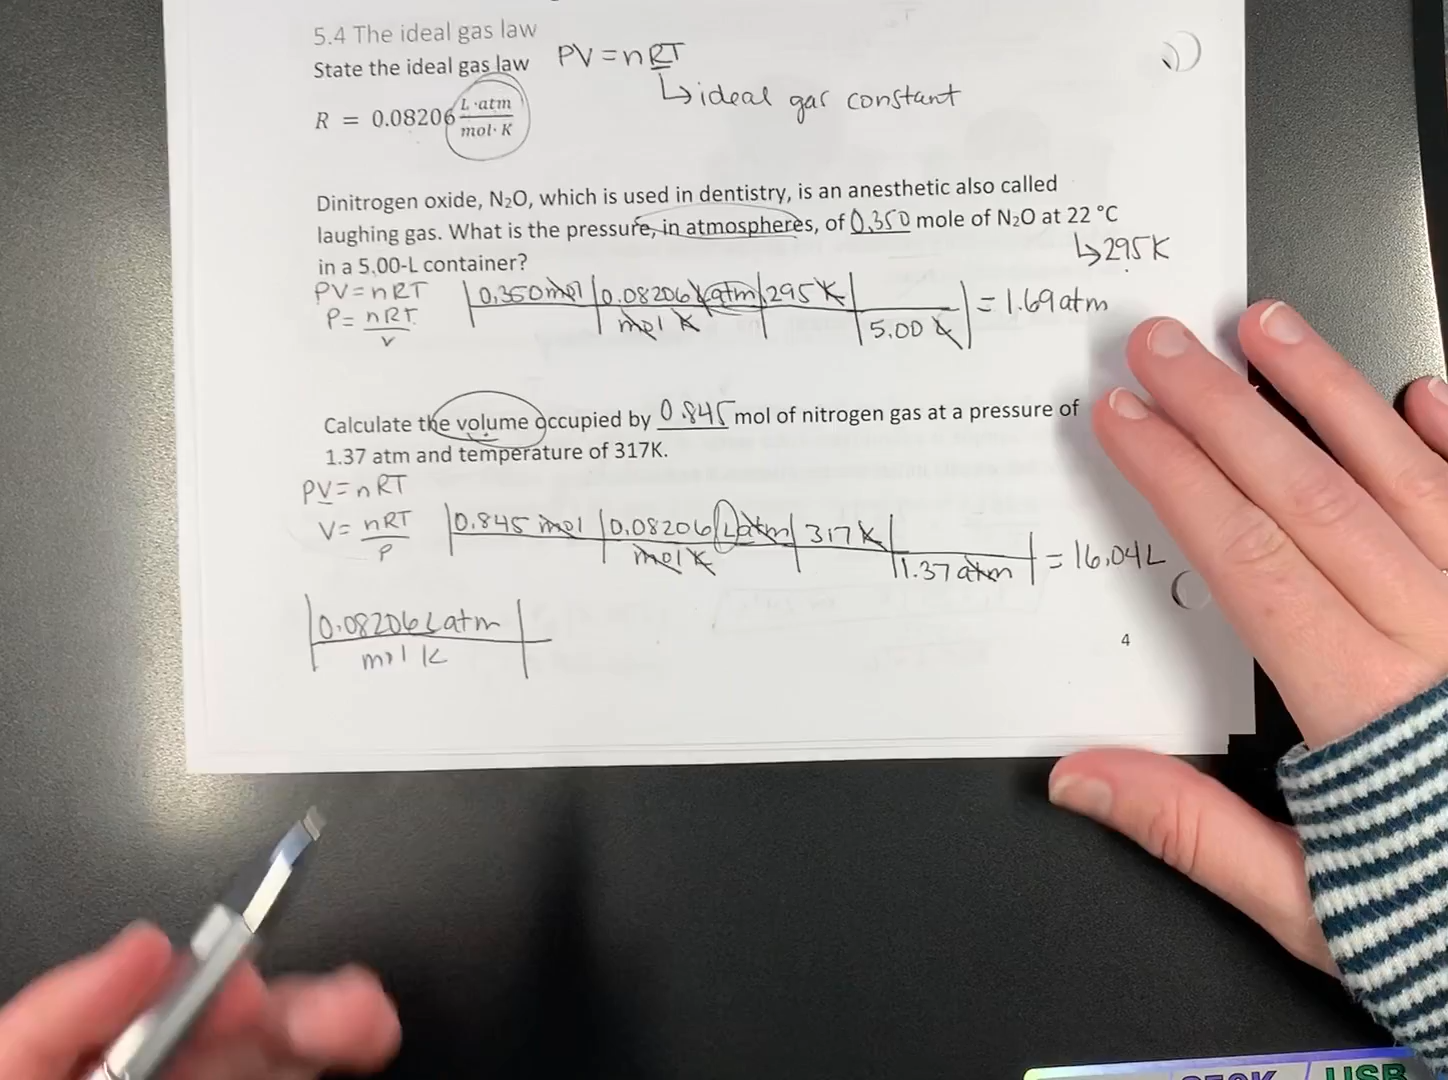 5.4 The ideal gas law
State the ideal gas law PV = nRT
↳ ideal gas constant
R = 0.08206 L·atm / mol·K
Dinitrogen oxide, N₂O, which is used in dentistry, is an anesthetic also called
laughing gas. What is the pressure, in atmospheres, of 0.350 mole of N₂O at 22 °C
↳ 295K
in a 5.00-L container?
PV = nRT
P = nRT / V
0.350 mol | 0.08206 L atm | 295 K | = 1.69 atm
mol K | 5.00 L
Calculate the volume occupied by 0.845 mol of nitrogen gas at a pressure of
1.37 atm and temperature of 317K.
PV = nRT
V = nRT / P
0.845 mol | 0.08206 L atm | 317 K | = 16.04 L
mol K | 1.37 atm
0.08206 L atm
mol K
4
USB